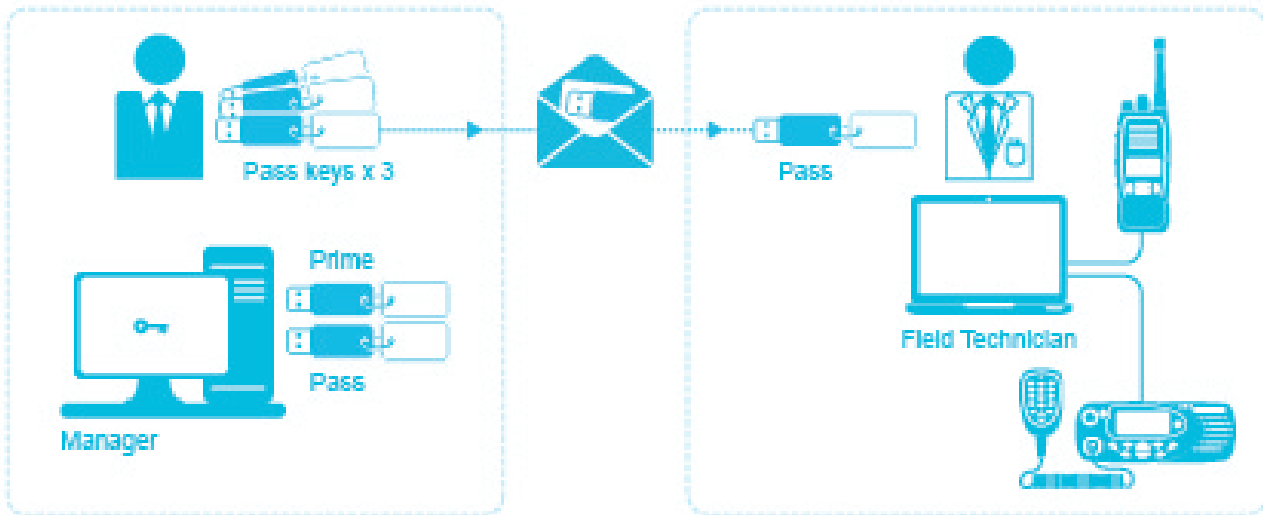 Pass keys x 3
Pass
Prime
Pass
Manager
Field Technician